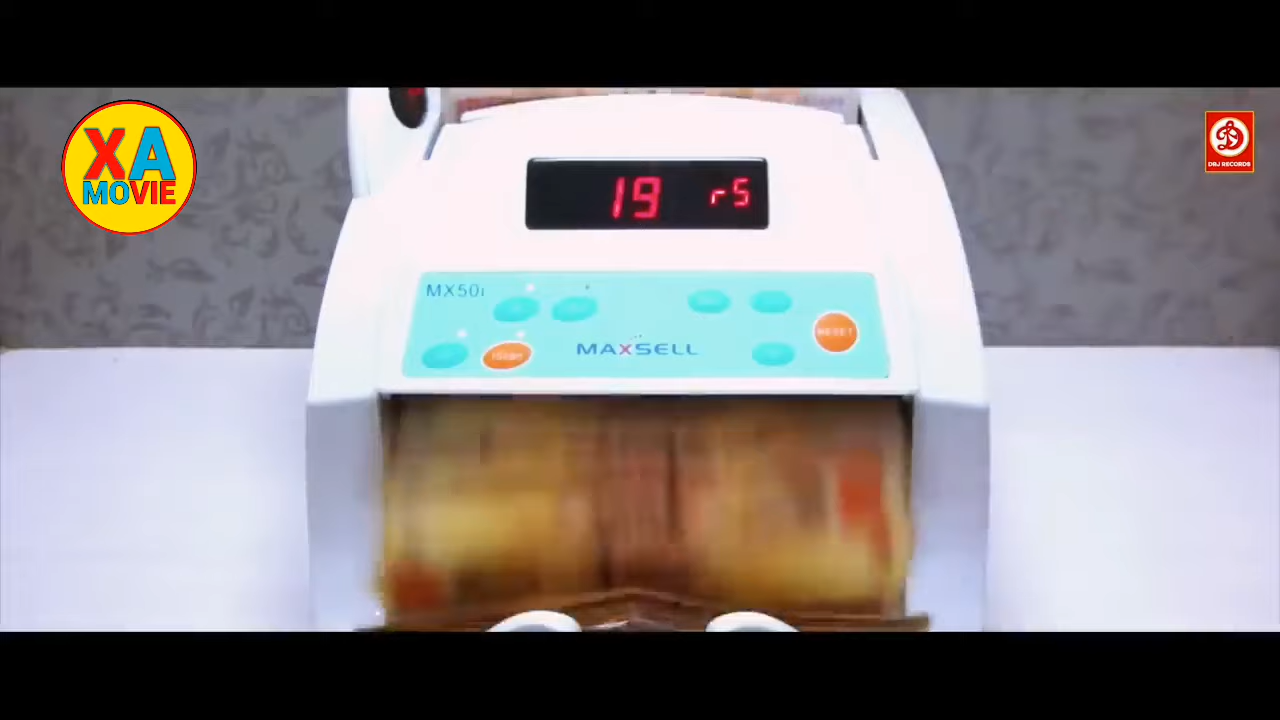 XA
MOVIE
DRJ RECORDS
19 r5
MX50i
RESET
MAXSELL